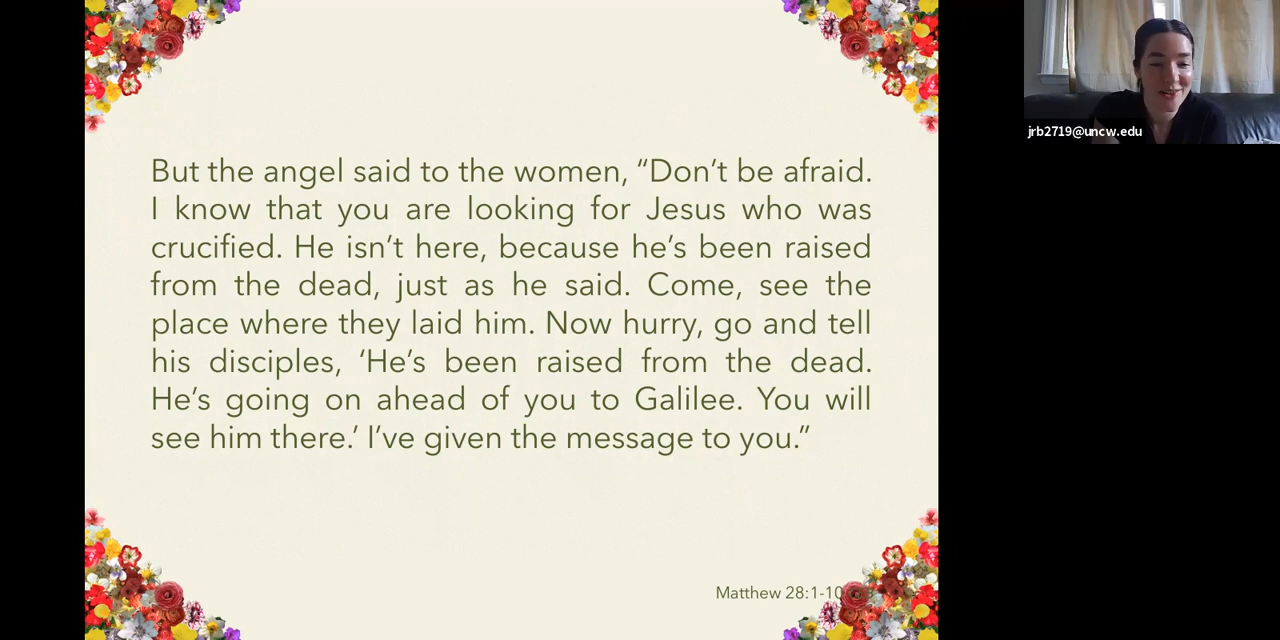 But the angel said to the women, “Don’t be afraid.
I know that you are looking for Jesus who was
crucified. He isn’t here, because he’s been raised
from the dead, just as he said. Come, see the
place where they laid him. Now hurry, go and tell
his disciples, ‘He’s been raised from the dead.
He’s going on ahead of you to Galilee. You will
see him there.’ I’ve given the message to you.”
Matthew 28:1-10
jrb2719@uncw.edu